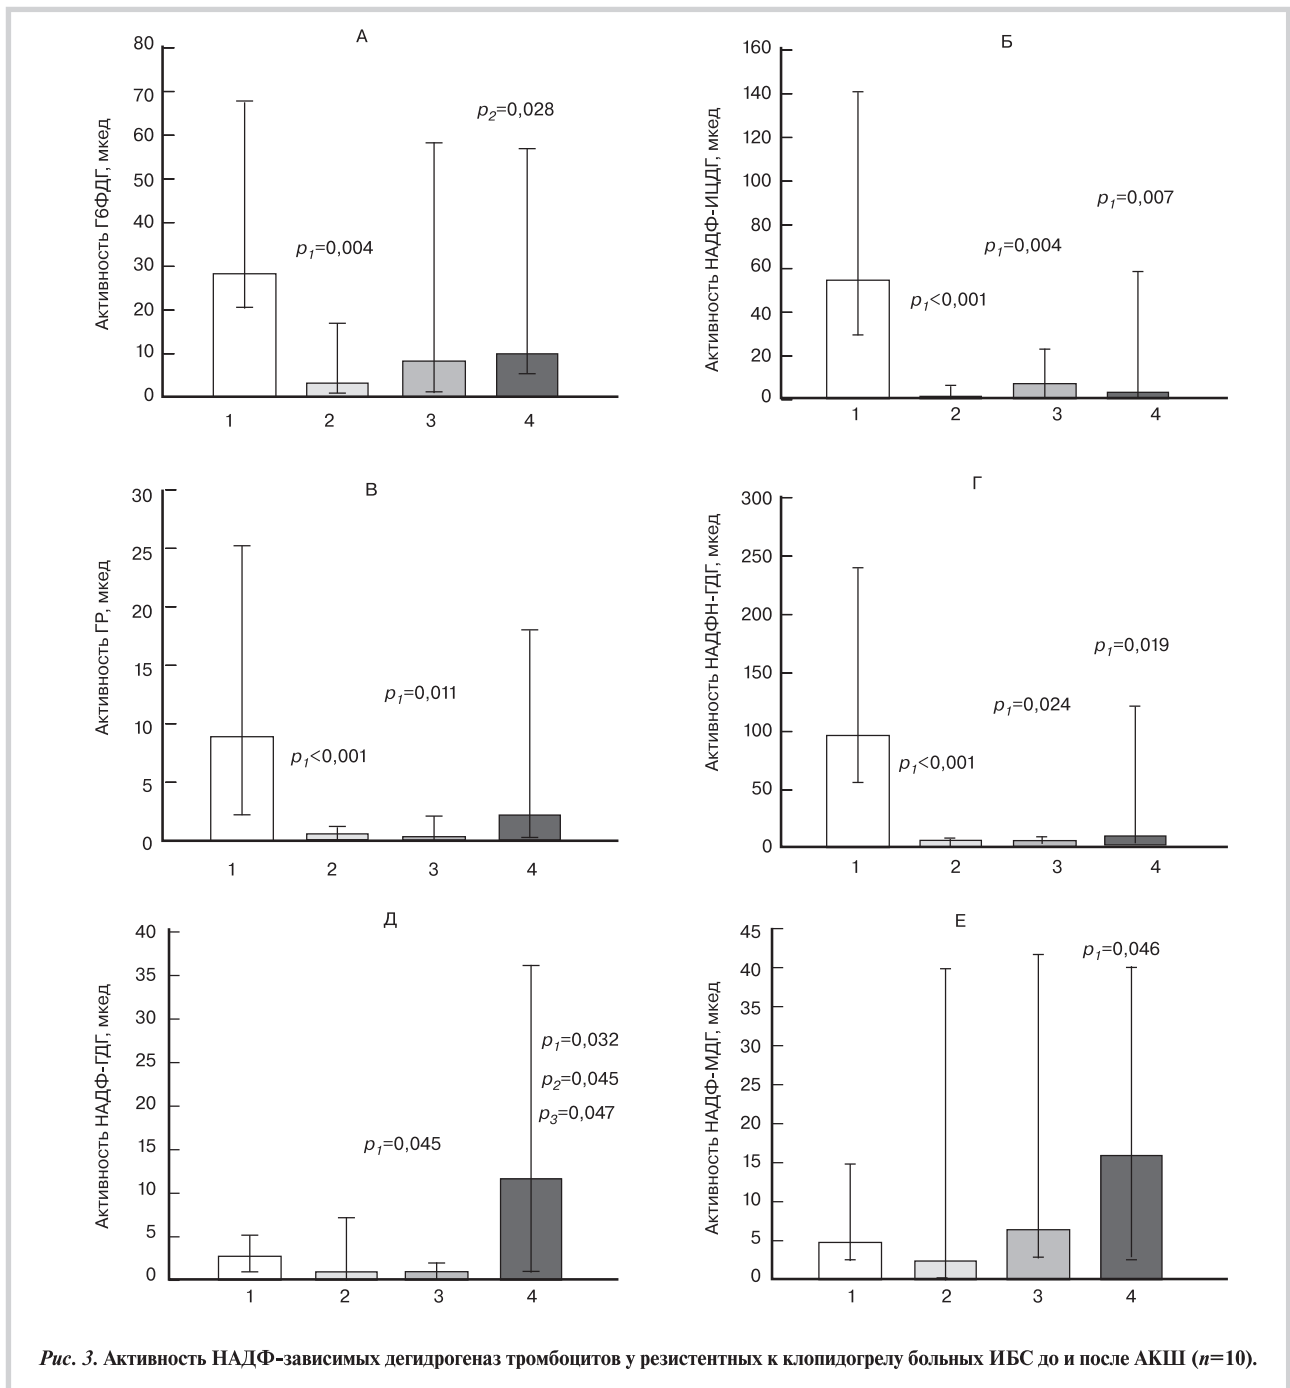 А
Активность Г6ФДГ, мкед
80
70
60
50
40
30
20
10
0
p1=0,004
p2=0,028
1 2 3 4
Б
Активность НАДФ-ИЦДГ, мкед
160
140
120
100
80
60
40
20
0
p1<0,001
p1=0,004
p1=0,007
1 2 3 4
В
Активность ГР, мкед
30
25
20
15
10
5
0
p1<0,001
p1=0,011
1 2 3 4
Г
Активность НАДФН-ГДГ, мкед
300
250
200
150
100
50
0
p1<0,001
p1=0,024
p1=0,019
1 2 3 4
Д
Активность НАДФ-ГДГ, мкед
40
35
30
25
20
15
10
5
0
p1=0,045
p1=0,032
p2=0,045
p3=0,047
1 2 3 4
Е
Активность НАДФ-МДГ, мкед
45
40
35
30
25
20
15
10
5
0
p1=0,046
1 2 3 4
Рис. 3. Активность НАДФ-зависимых дегидрогеназ тромбоцитов у резистентных к клопидогрелу больных ИБС до и после АКШ (n=10).